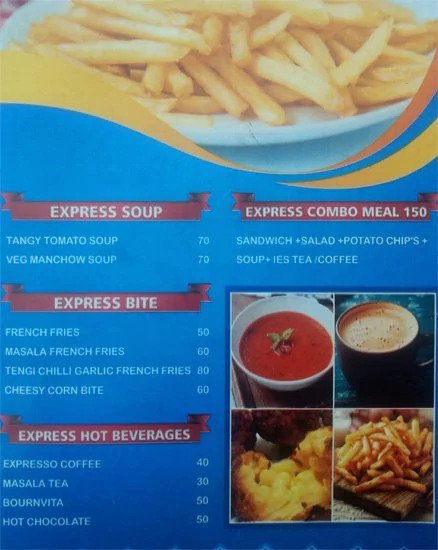 EXPRESS SOUP
TANGY TOMATO SOUP 70
VEG MANCHOW SOUP 70
EXPRESS BITE
FRENCH FRIES 50
MASALA FRENCH FRIES 60
TENGI CHILLI GARLIC FRENCH FRIES 80
CHEESY CORN BITE 60
EXPRESS HOT BEVERAGES
EXPRESSO COFFEE 40
MASALA TEA 30
BOURNVITA 50
HOT CHOCOLATE 50
EXPRESS COMBO MEAL 150
SANDWICH +SALAD +POTATO CHIP'S +
SOUP+ IES TEA /COFFEE